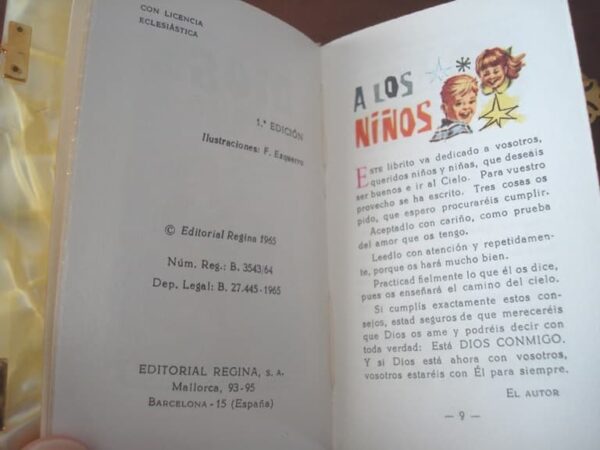 CON LICENCIA
ECLESIÁSTICA
1.ª EDICIÓN
Ilustraciones: F. Ezquerro
© Editorial Regina 1965
Núm. Reg.: B. 3543/64
Dep. Legal: B. 27.445-1965
EDITORIAL REGINA, S. A.
Mallorca, 93-95
BARCELONA - 15 (España)
A LOS
NIÑOS
ESTE librito va dedicado a vosotros,
queridos niños y niñas, que deseáis
ser buenos e ir al Cielo. Para vuestro
provecho se ha escrito. Tres cosas os
pido, que espero procuraréis cumplir.
Aceptadlo con cariño, como prueba
del amor que os tengo.
Leedlo con atención y repetidamen-
te, porque os hará mucho bien.
Practicad fielmente lo que él os dice,
pues os enseñará el camino del cielo.
Si cumplís exactamente estos con-
sejos, estad seguros de que mereceréis
que Dios os ame y podréis decir con
toda verdad: Está DIOS CONMIGO.
Y si Dios está ahora con vosotros,
vosotros estaréis con Él para siempre.
EL AUTOR
— 9 —